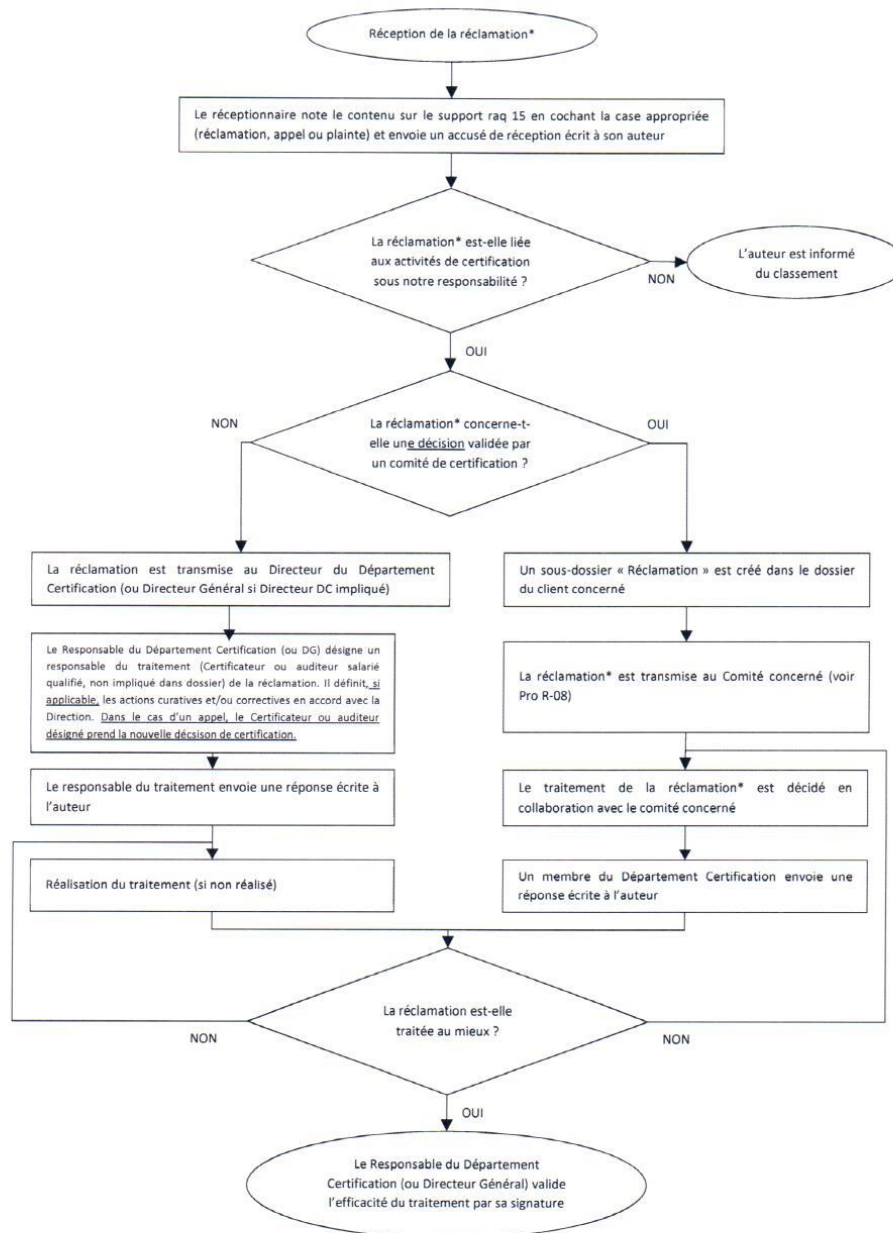 Réception de la réclamation*
Le réceptionnaire note le contenu sur le support raq 15 en cochant la case appropriée
(réclamation, appel ou plainte) et envoie un accusé de réception écrit à son auteur
La réclamation* est-elle liée
aux activités de certification
sous notre responsabilité ?
NON
L'auteur est informé
du classement
OUI
La réclamation* concerne-t-
elle une décision validée par
un comité de certification ?
NON
OUI
La réclamation est transmise au Directeur du Département
Certification (ou Directeur Général si Directeur DC impliqué)
Le Responsable du Département Certification (ou DG) désigne un
responsable du traitement (Certificateur ou auditeur salarié
qualifié, non impliqué dans dossier) de la réclamation. Il définit, si
applicable, les actions curatives et/ou correctives en accord avec la
Direction. Dans le cas d'un appel, le Certificateur ou auditeur
désigné prend la nouvelle décsison de certification.
Le responsable du traitement envoie une réponse écrite à
l'auteur
Réalisation du traitement (si non réalisé)
Un sous-dossier « Réclamation » est créé dans le dossier
du client concerné
La réclamation* est transmise au Comité concerné (voir
Pro R-08)
Le traitement de la réclamation* est décidé en
collaboration avec le comité concerné
Un membre du Département Certification envoie une
réponse écrite à l'auteur
La réclamation est-elle
traitée au mieux ?
NON
NON
OUI
Le Responsable du Département
Certification (ou Directeur Général) valide
l'efficacité du traitement par sa signature